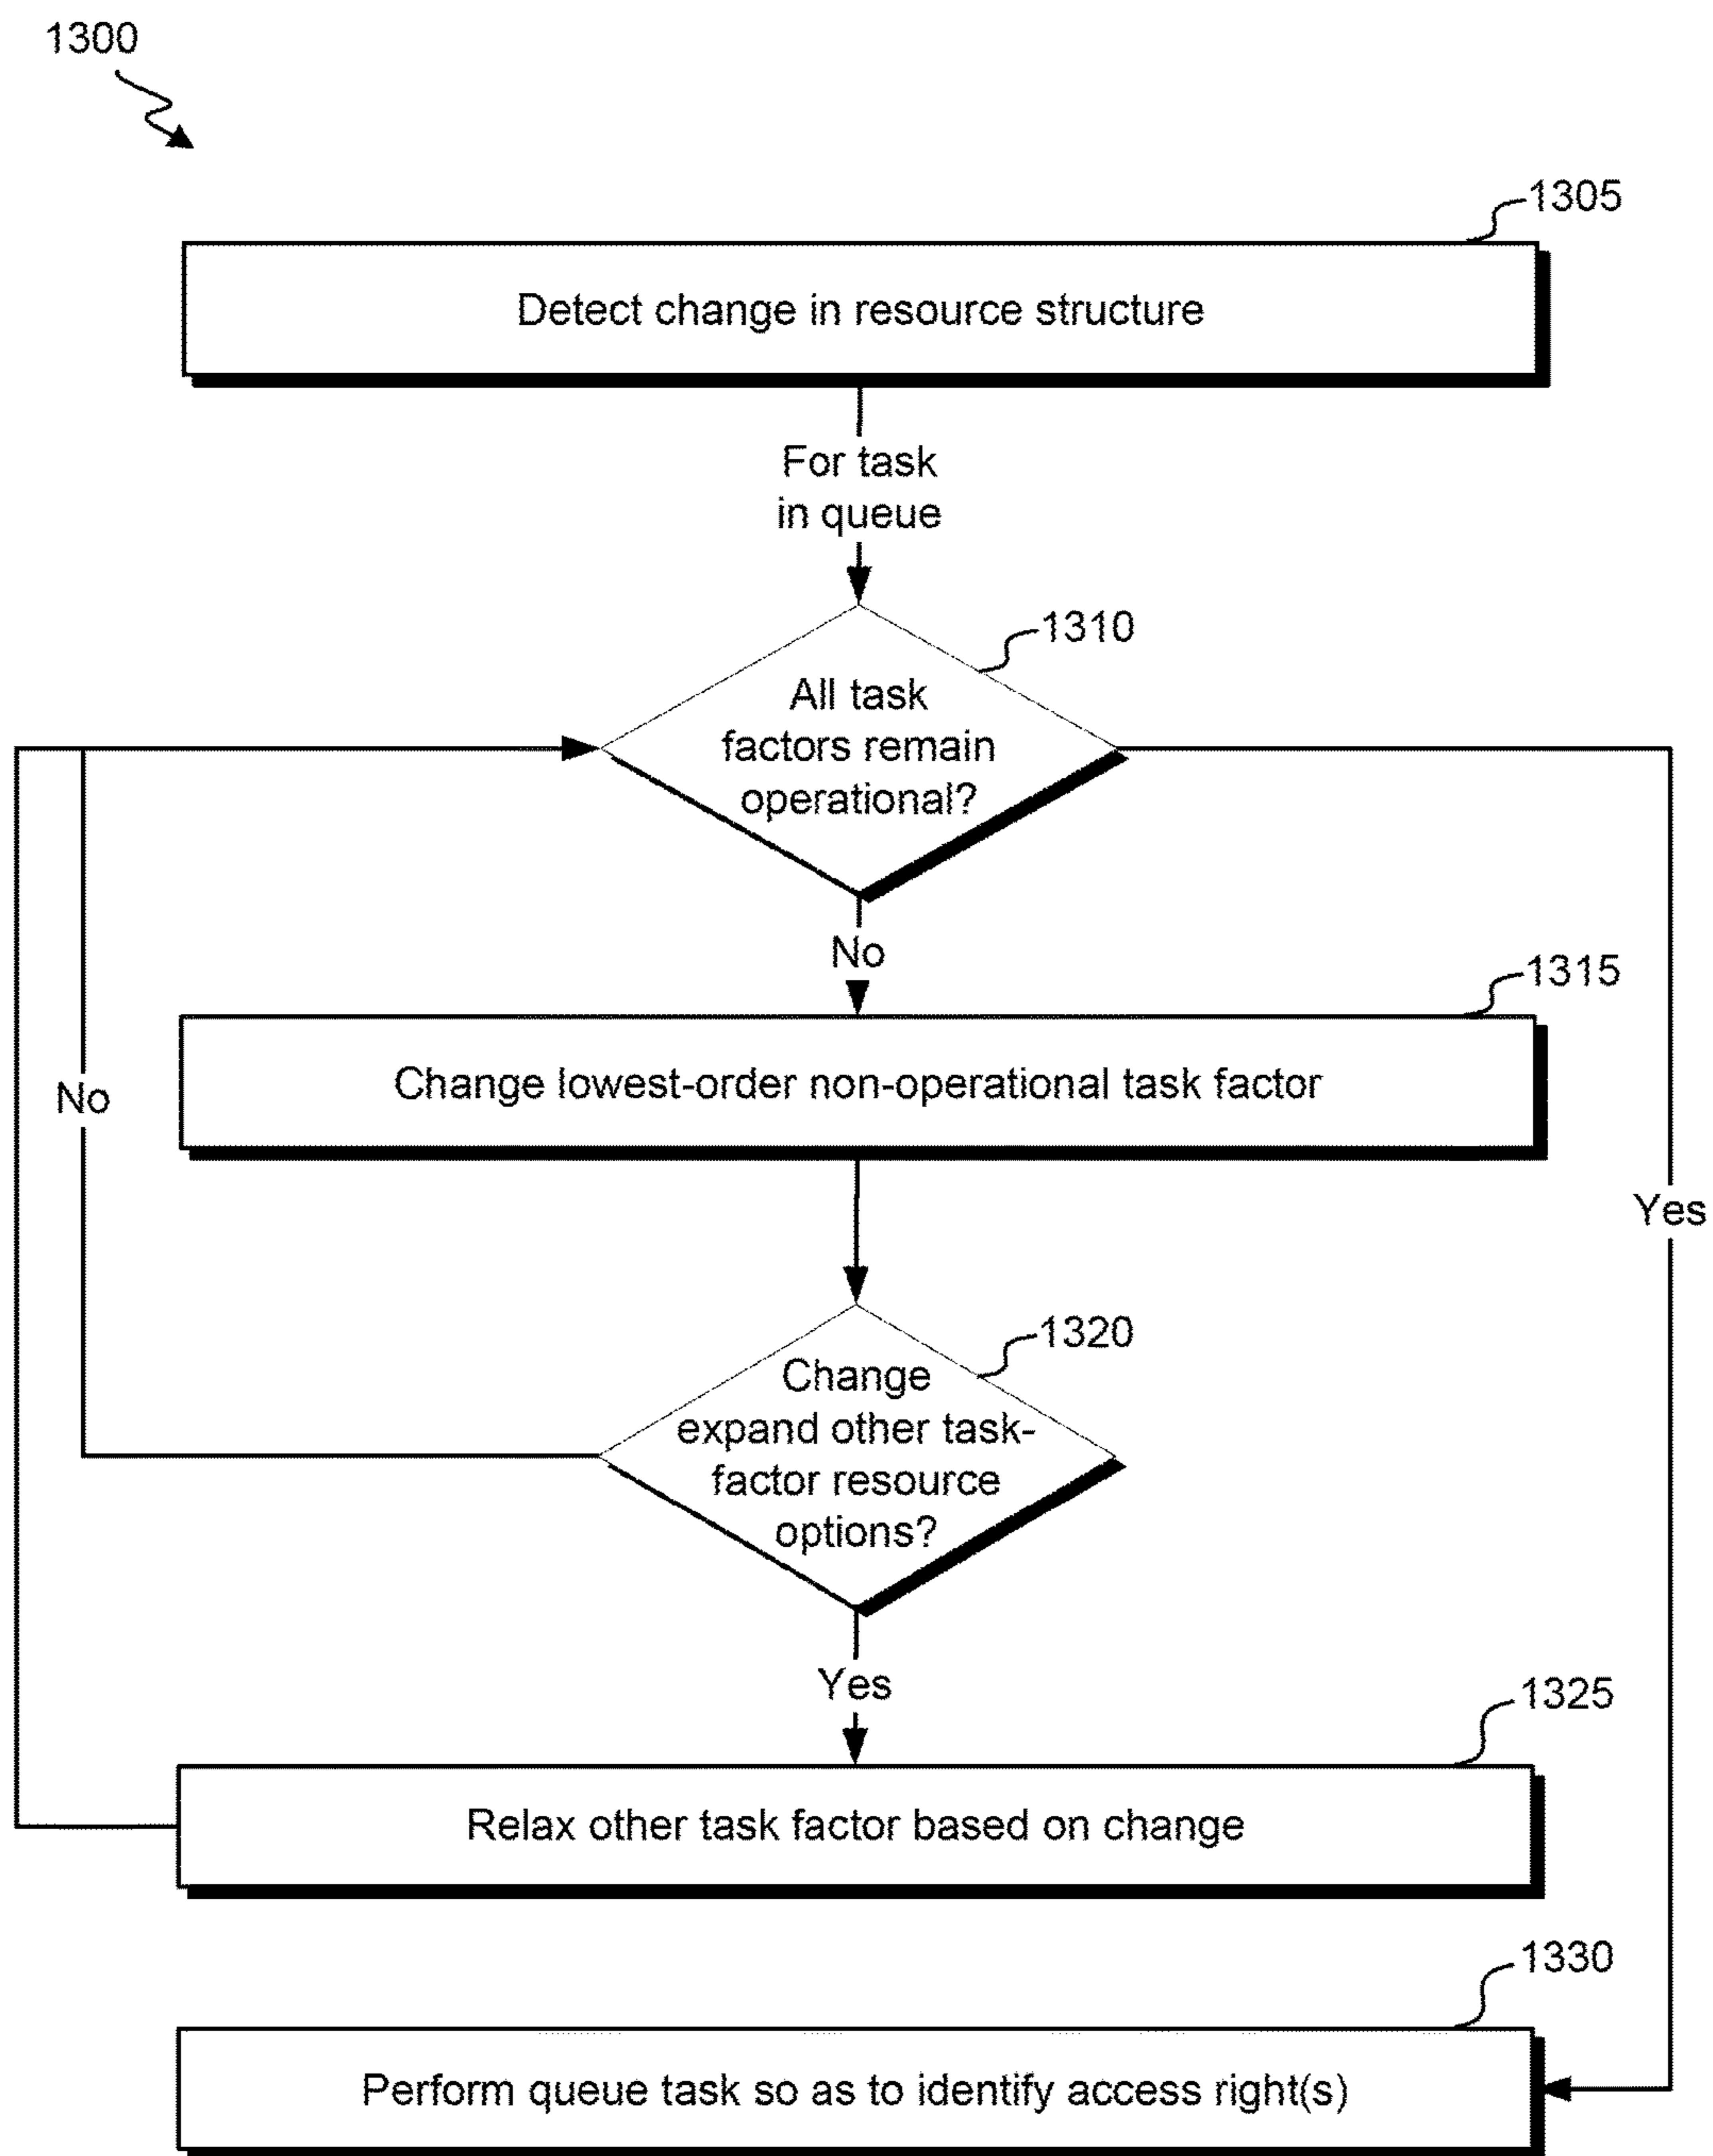 1300
1305
Detect change in resource structure
For task
in queue
1310
All task
factors remain
operational?
No
1315
Change lowest-order non-operational task factor
No
Yes
1320
Change
expand other task-
factor resource
options?
Yes
1325
Relax other task factor based on change
1330
Perform queue task so as to identify access right(s)